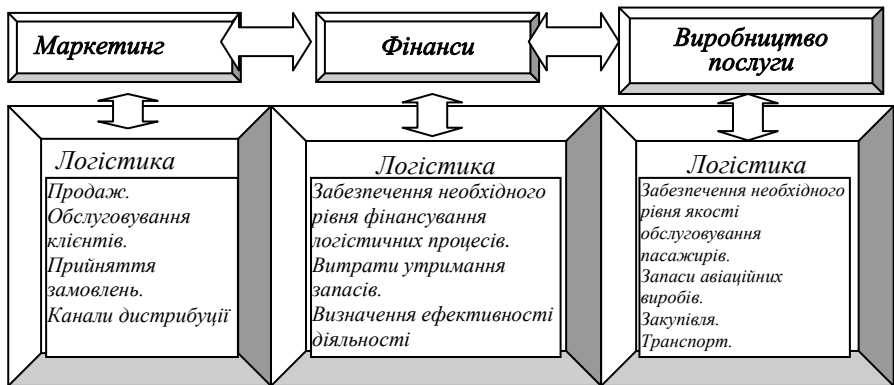 Маркетинг
Фінанси
Виробництво
послуги
Логістика
Продаж.
Обслуговування
клієнтів.
Прийняття
замовлень.
Канали дистрибуції
Логістика
Забезпечення необхідного
рівня фінансування
логістичних процесів.
Витрати утримання
запасів.
Визначення ефективності
діяльності
Логістика
Забезпечення необхідного
рівня якості
обслуговування
пасажирів.
Запаси авіаційних
виробів.
Закупівля.
Транспорт.